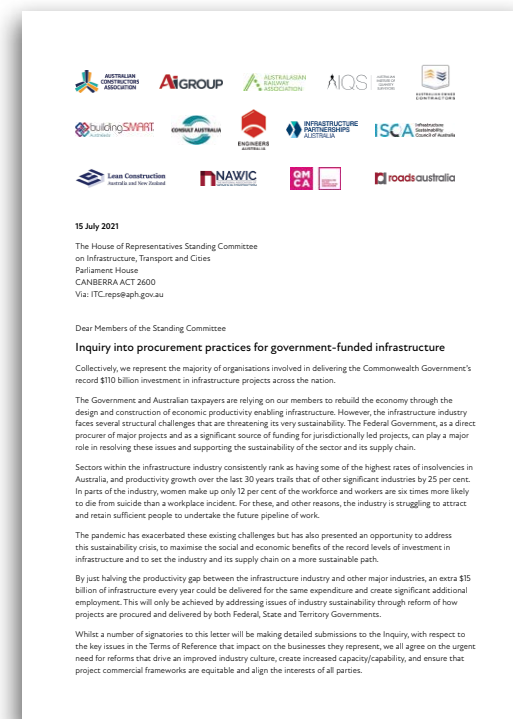 AUSTRALIAN
CONSTRUCTORS
ASSOCIATION
AiGROUP
AUSTRALASIAN
RAILWAY
ASSOCIATION
AIQS
AUSTRALIAN
INSTITUTE OF
QUANTITY
SURVEYORS
AUSTRALIAN OWNED
CONTRACTORS
buildingSMART
Australasia
CONSULT AUSTRALIA
ENGINEERS
AUSTRALIA
INFRASTRUCTURE
PARTNERSHIPS
AUSTRALIA
ISCA
Infrastructure
Sustainability
Council of Australia
Lean Construction
Australia and New Zealand
NAWIC
QM
CA
roadsaustralia
15 July 2021
The House of Representatives Standing Committee
on Infrastructure, Transport and Cities
Parliament House
CANBERRA ACT 2600
Via: ITC.reps@aph.gov.au
Dear Members of the Standing Committee
Inquiry into procurement practices for government-funded infrastructure
Collectively, we represent the majority of organisations involved in delivering the Commonwealth Government's
record $110 billion investment in infrastructure projects across the nation.
The Government and Australian taxpayers are relying on our members to rebuild the economy through the
design and construction of economic productivity enabling infrastructure. However, the infrastructure industry
faces several structural challenges that are threatening its very sustainability. The Federal Government, as a direct
procurer of major projects and as a significant source of funding for jurisdictionally led projects, can play a major
role in resolving these issues and supporting the sustainability of the sector and its supply chain.
Sectors within the infrastructure industry consistently rank as having some of the highest rates of insolvencies in
Australia, and productivity growth over the last 30 years trails that of other significant industries by 25 per cent.
In parts of the industry, women make up only 12 per cent of the workforce and workers are six times more likely
to die from suicide than a workplace incident. For these, and other reasons, the industry is struggling to attract
and retain sufficient people to undertake the future pipeline of work.
The pandemic has exacerbated these existing challenges but has also presented an opportunity to address
this sustainability crisis, to maximise the social and economic benefits of the record levels of investment in
infrastructure and to set the industry and its supply chain on a more sustainable path.
By just halving the productivity gap between the infrastructure industry and other major industries, an extra $15
billion of infrastructure every year could be delivered for the same expenditure and create significant additional
employment. This will only be achieved by addressing issues of industry sustainability through reform of how
projects are procured and delivered by both Federal, State and Territory Governments.
Whilst a number of signatories to this letter will be making detailed submissions to the Inquiry, with respect to
the key issues in the Terms of Reference that impact on the businesses they represent, we all agree on the urgent
need for reforms that drive an improved industry culture, create increased capacity/capability, and ensure that
project commercial frameworks are equitable and align the interests of all parties.